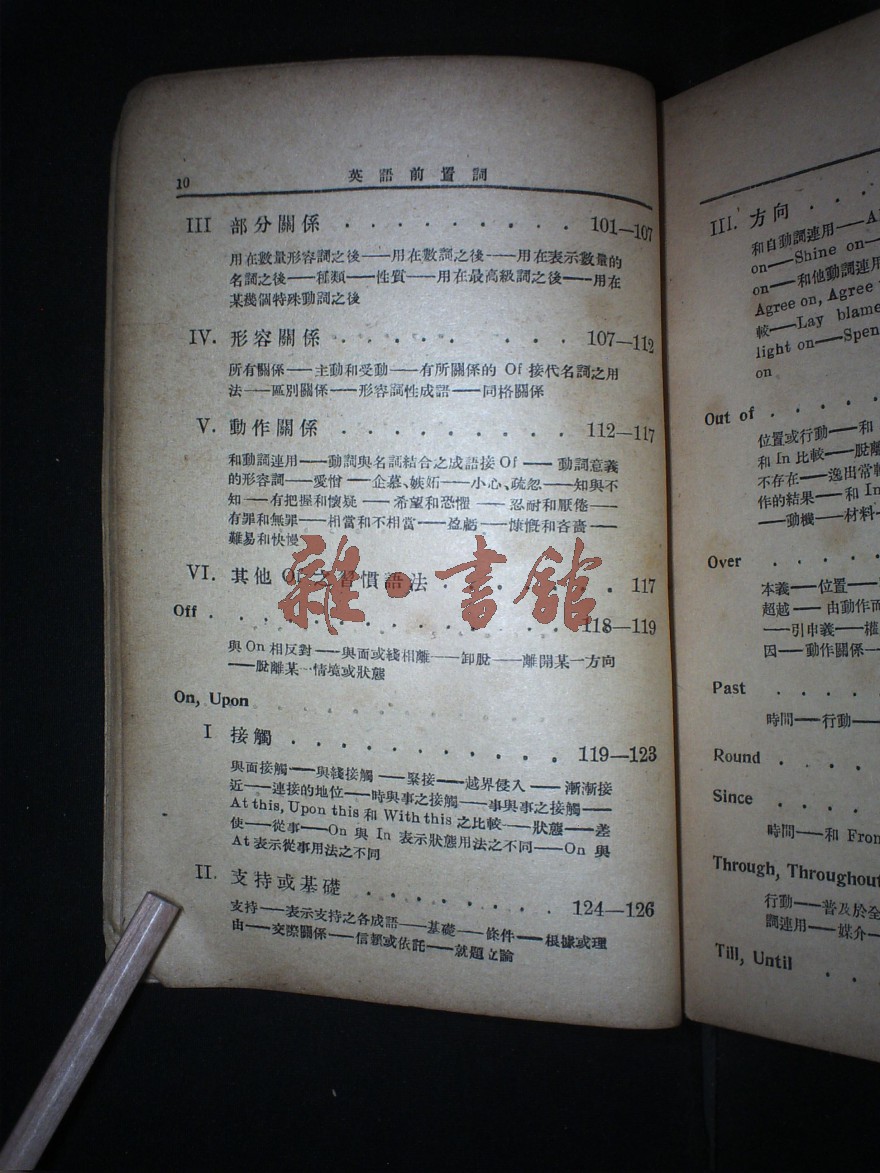 10
英語前置詞
III 部分關係 . . . . . . . . . 101—107
用在數量形容詞之後——用在數詞之後——用在表示數量的
名詞之後——種類——性質——用在最高級詞之後——用在
某幾個特殊動詞之後
IV. 形容關係 . . . . . . . . . 107—112
所有關係——主動和受動——有所關係的 Of 接代名詞之用
法——區別關係——形容詞性成語——同格關係
V. 動作關係 . . . . . . . . . 112—117
和動詞連用——動詞與名詞結合之成語接 Of——動詞意義
的形容詞——愛憎——企慕、嫉妬——小心、疏忽——知與不
知——有把握和懷疑——希望和恐懼——忍耐和厭倦——
有罪和無罪——相當和不相當——盈虧——慷慨和吝嗇——
難易和快慢
VI. 其他 Of 之習慣語法 . . . . . . 117
Off . . . . . . . . . . . 118—119
與 On 相反對——與面或綫相離——卸脫——離開某一方向
——脫離某一情境或狀態
On, Upon . . . . . . . . . . .
I 接觸 . . . . . . . . . . 119—123
與面接觸——與綫接觸——緊接——越界侵入——漸漸接
近——連接的地位——時與事之接觸——事與事之接觸——
At this, Upon this 和 With this 之比較——狀態——差
使——從事——On 與 In 表示狀態用法之不同——On 與
At 表示從事用法之不同
II. 支持或基礎 . . . . . . . . 124—126
支持——表示支持之各成語——基礎——條件——根據或理
由——交際關係——信賴或依託——就題立論
雜·書館
III. 方向 . . . .
和自動詞連用——
on——Shine on——
on——和他動詞連用
Agree on, Agree
較——Lay blame
light on——Spen
on
Out of . . . . .
位置或行動——和
和 In 比較——脫離
不存在——逸出常
作的結果——和 In
——動機——材料
Over . . . . .
本義——位置——
超越——由動作而
——引申義——權
因——動作關係—
Past . . . . .
時間——行動——
Round . . . .
Since . . . .
時間——和 From
Through, Throughout
行動——普及於全
詞連用——媒介—
Till, Until . .